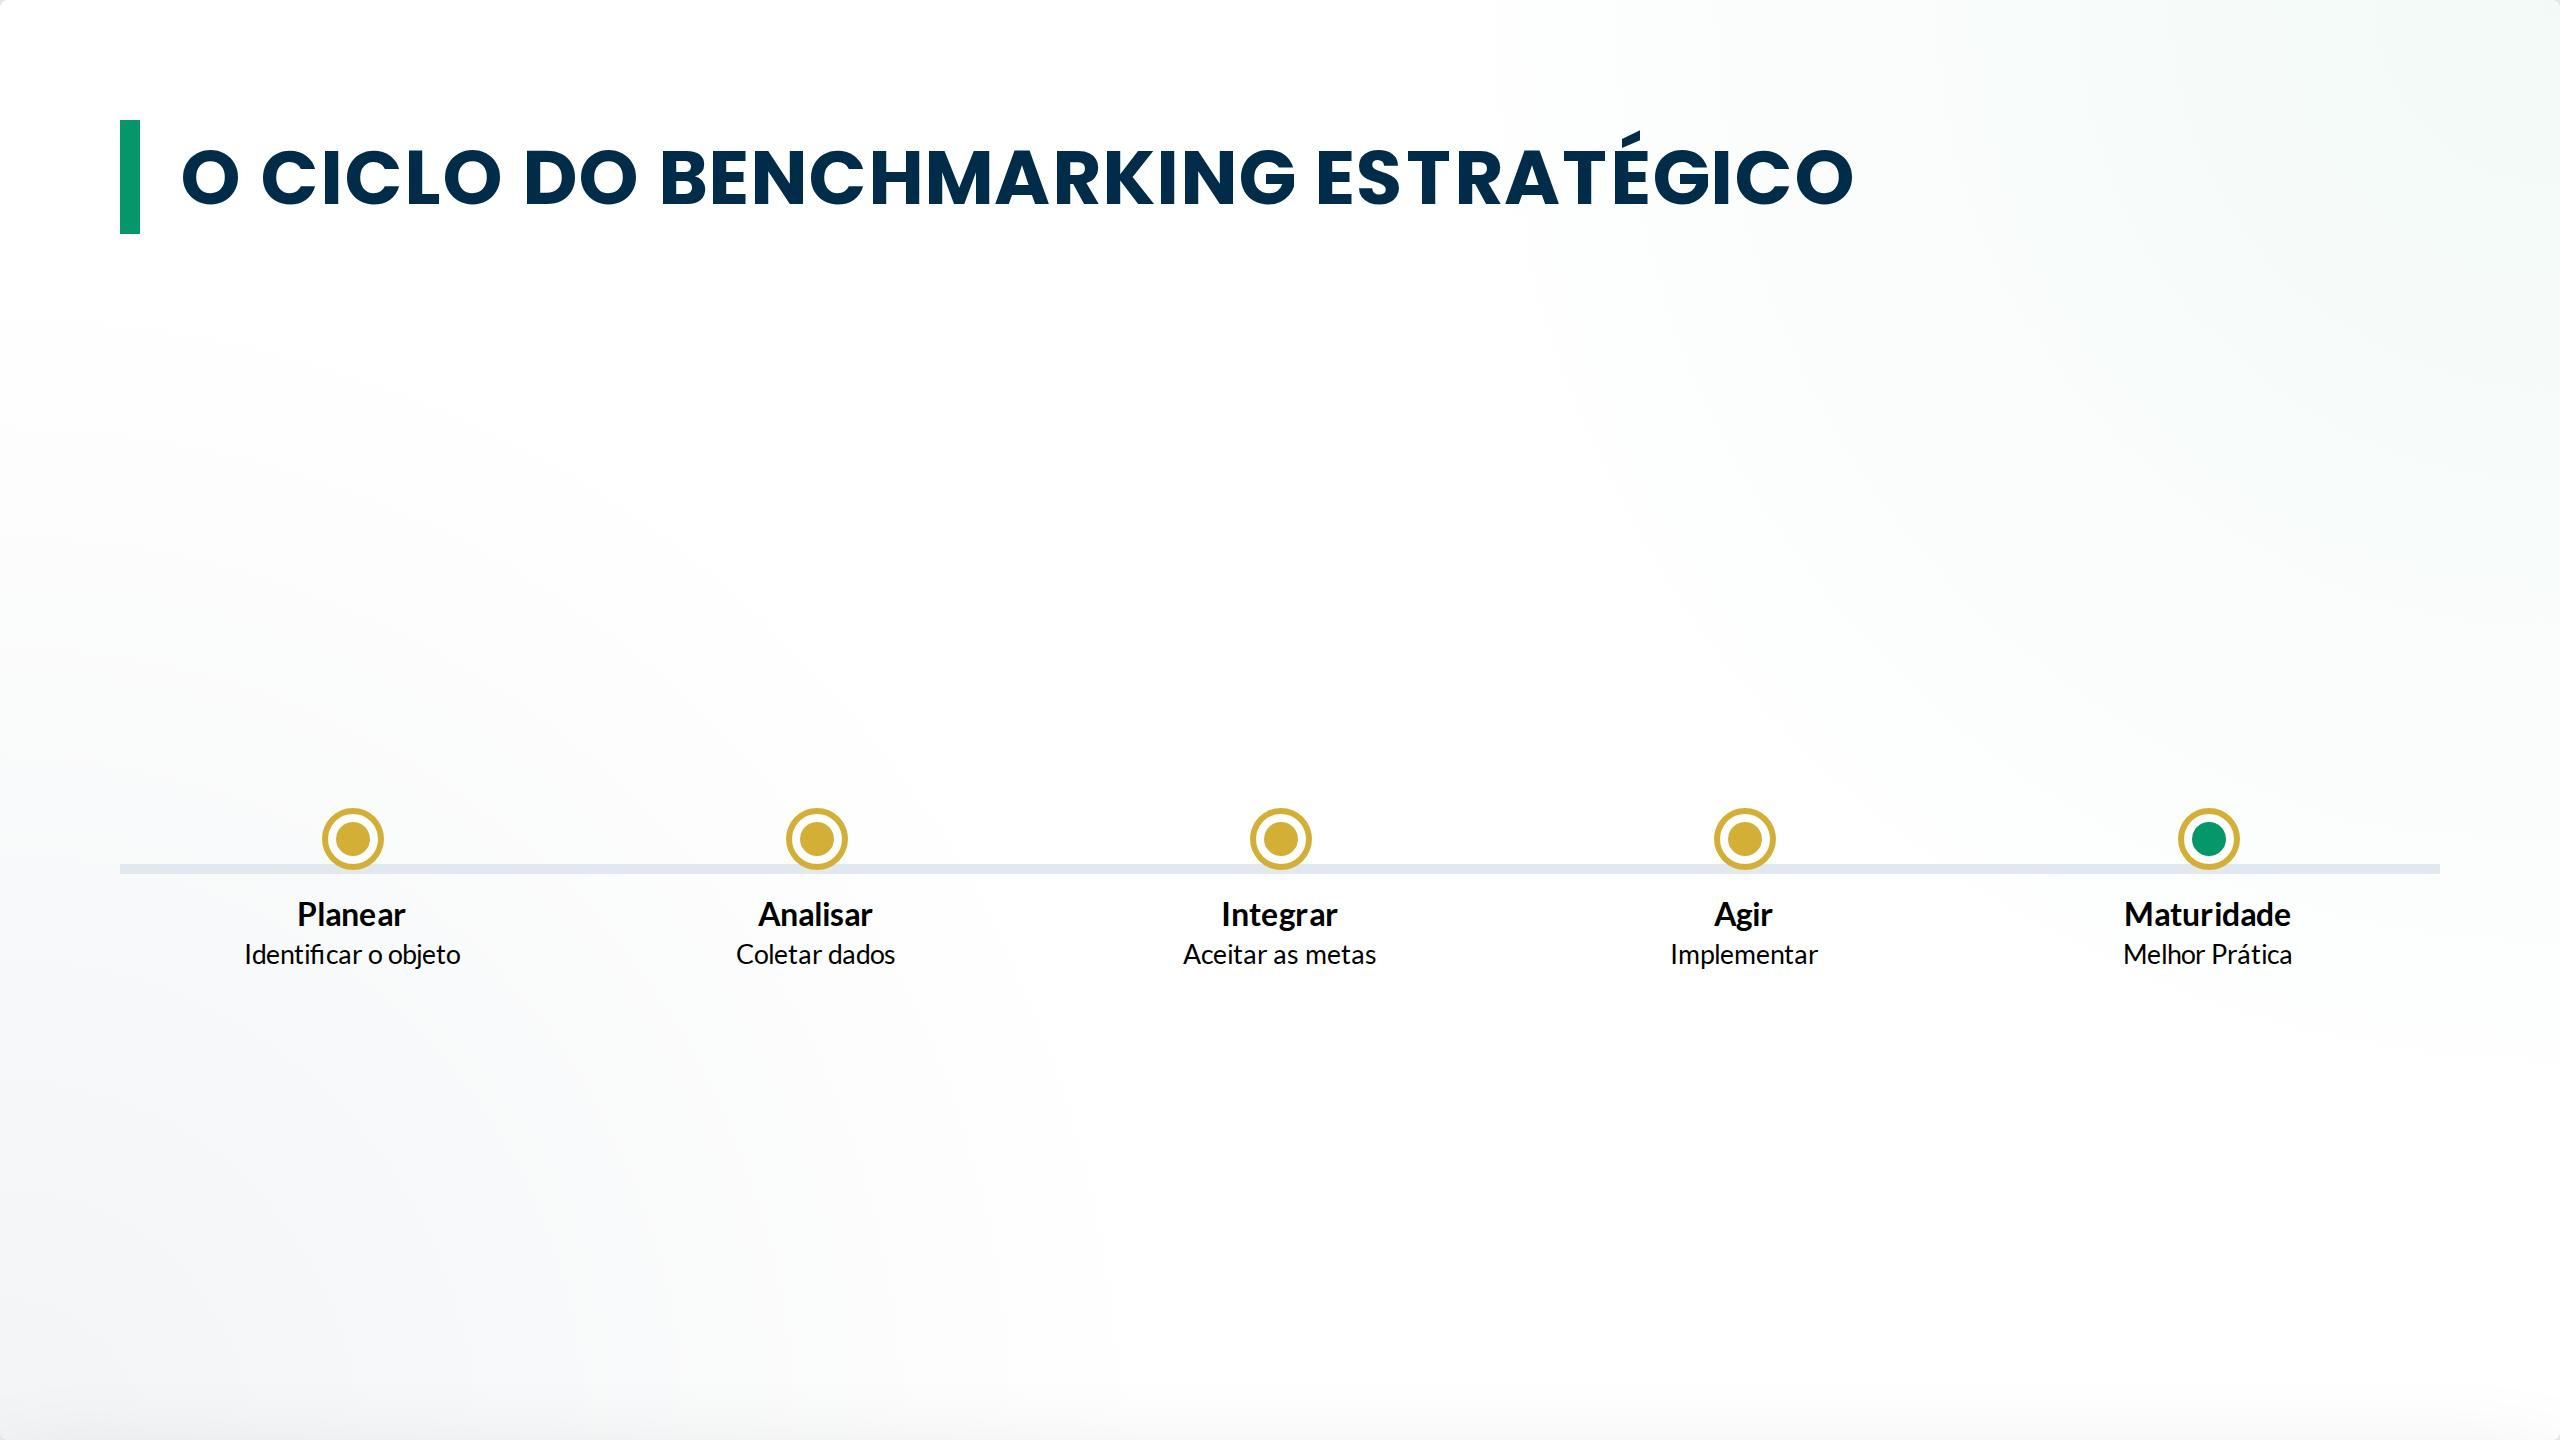 O CICLO DO BENCHMARKING ESTRATÉGICO
Planear
Identificar o objeto
Analisar
Coletar dados
Integrar
Aceitar as metas
Agir
Implementar
Maturidade
Melhor Prática